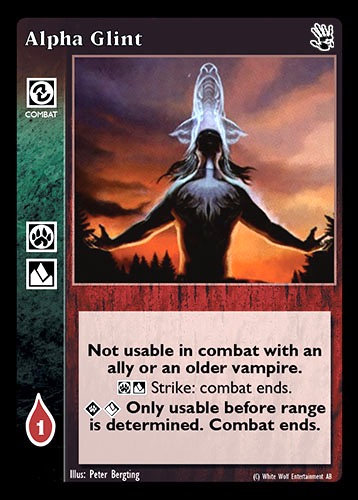 Alpha Glint
COMBAT
Not usable in combat with an
ally or an older vampire.
Strike: combat ends.
Only usable before range
is determined. Combat ends.
1
Illus: Peter Bergting
(C) White Wolf Entertainment AB